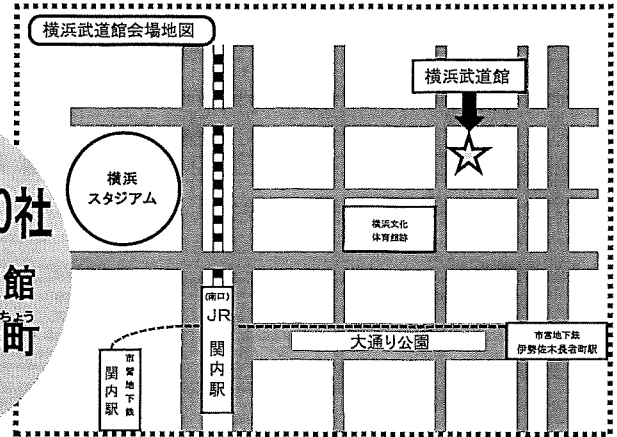 横浜武道館会場地図
横浜武道館
横浜
スタジアム
0社
館
ちょう
町
横浜文化
体育館跡
(南口)
JR
関内駅
大通り公園
市営地下鉄
伊勢佐木長者町駅
市営地下鉄
関内駅